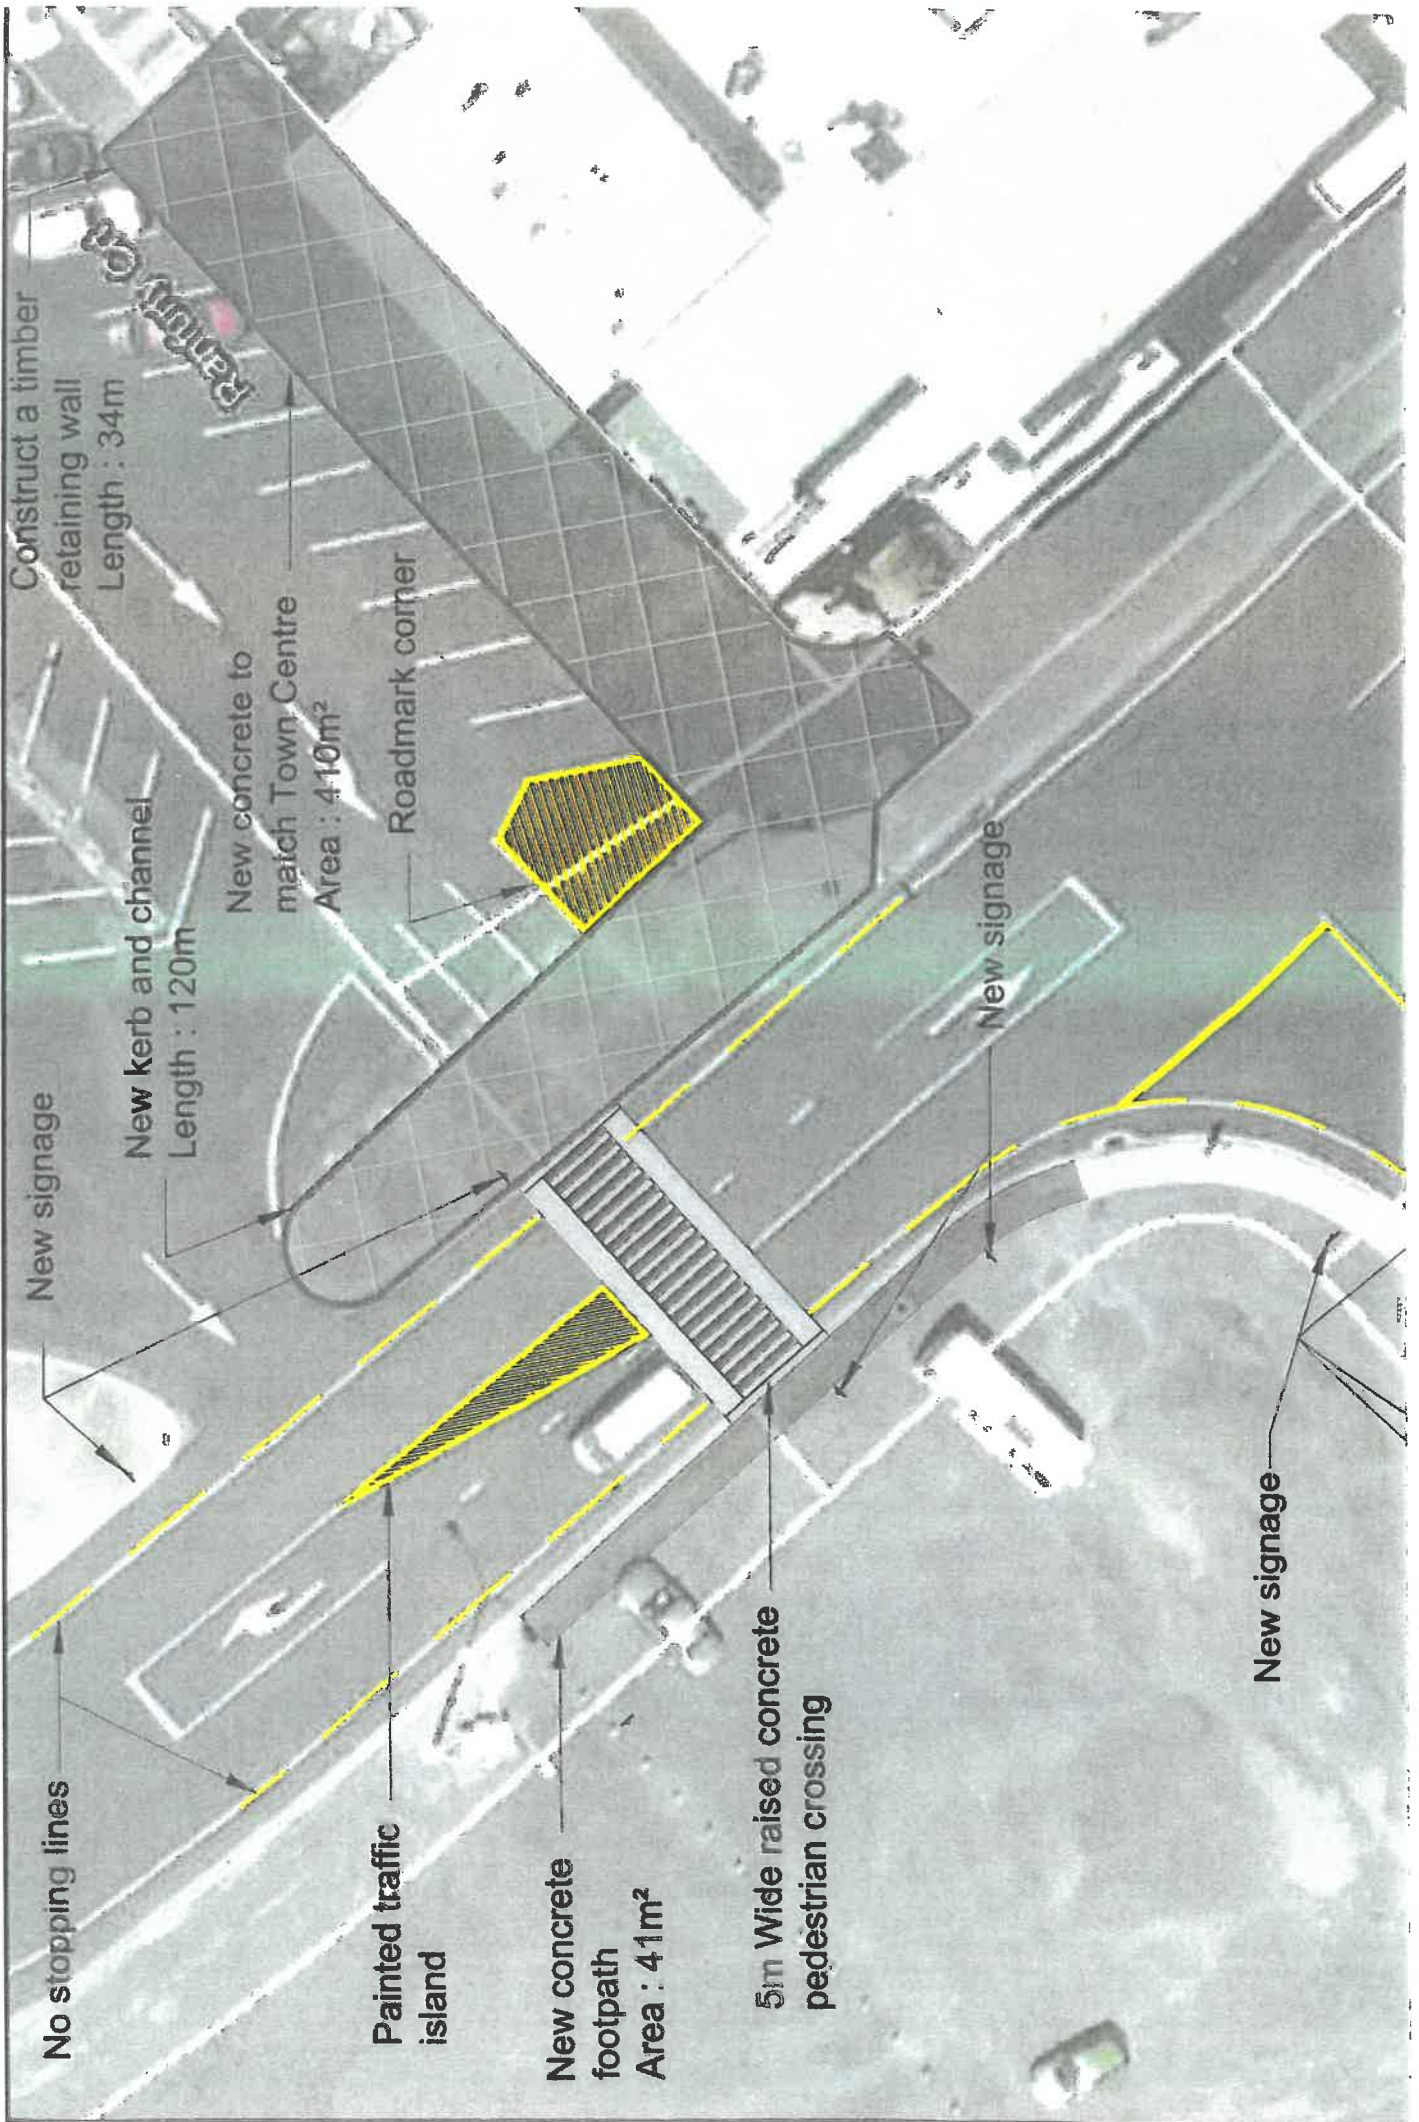 No stopping lines
New signage
New kerb and channel
Length : 120m
Construct a timber
retaining wall
Length : 34m
New concrete to
match Town Centre
Area : 410m²
Roadmark corner
Painted traffic
island
New concrete
footpath
Area : 41m²
5m Wide raised concrete
pedestrian crossing
New signage
New signage